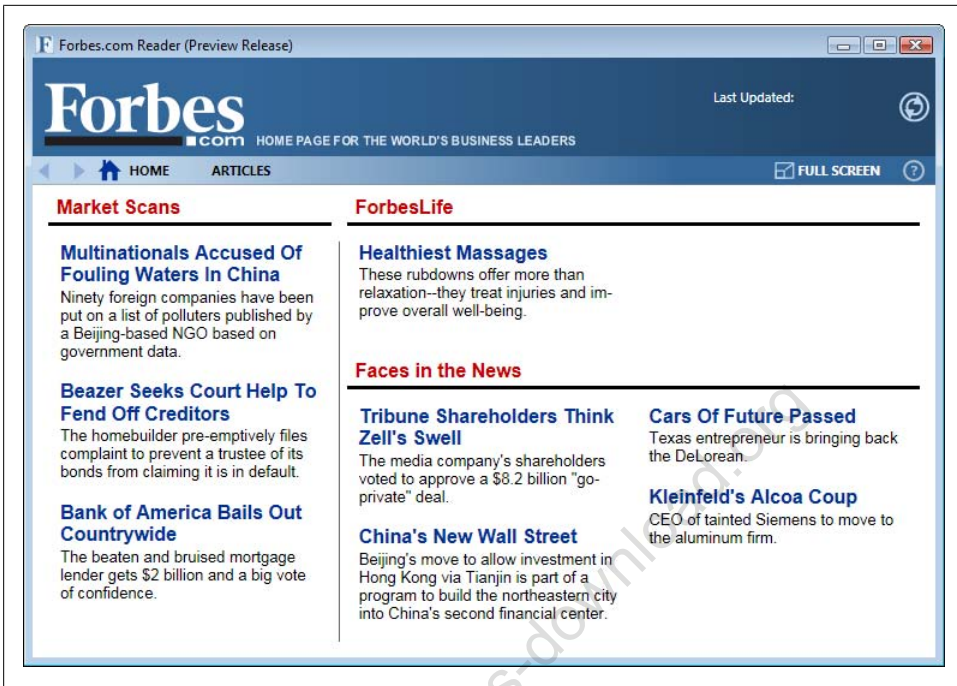 Forbes.com Reader (Preview Release)
Forbes
.com HOME PAGE FOR THE WORLD'S BUSINESS LEADERS
Last Updated:
HOME ARTICLES FULL SCREEN ?
Market Scans
Multinationals Accused Of
Fouling Waters In China
Ninety foreign companies have been
put on a list of polluters published by
a Beijing-based NGO based on
government data.
Beazer Seeks Court Help To
Fend Off Creditors
The homebuilder pre-emptively files
complaint to prevent a trustee of its
bonds from claiming it is in default.
Bank of America Bails Out
Countrywide
The beaten and bruised mortgage
lender gets $2 billion and a big vote
of confidence.
ForbesLife
Healthiest Massages
These rubdowns offer more than
relaxation--they treat injuries and im-
prove overall well-being.
Faces in the News
Tribune Shareholders Think
Zell's Swell
The media company's shareholders
voted to approve a $8.2 billion "go-
private" deal.
China's New Wall Street
Beijing's move to allow investment in
Hong Kong via Tianjin is part of a
program to build the northeastern city
into China's second financial center.
Cars Of Future Passed
Texas entrepreneur is bringing back
the DeLorean.
Kleinfeld's Alcoa Coup
CEO of tainted Siemens to move to
the aluminum firm.
s-download.org